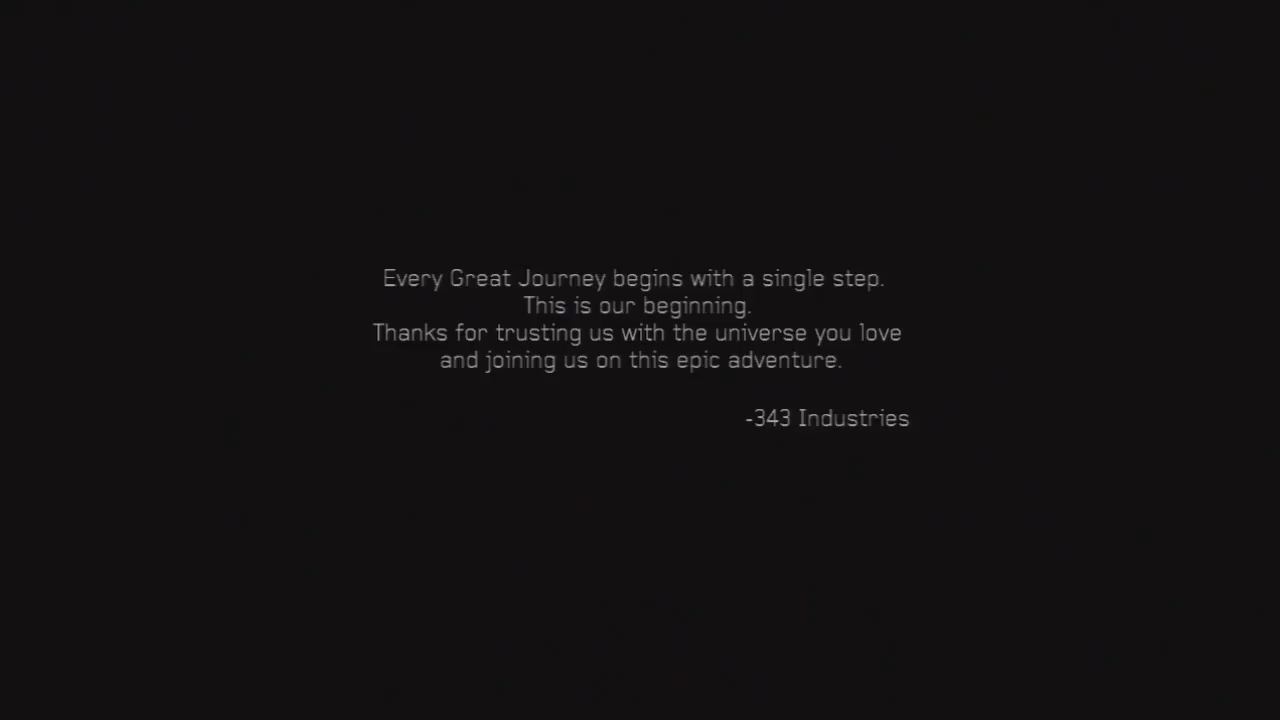 Every Great Journey begins with a single step.
This is our beginning.
Thanks for trusting us with the universe you love
and joining us on this epic adventure.
-343 Industries